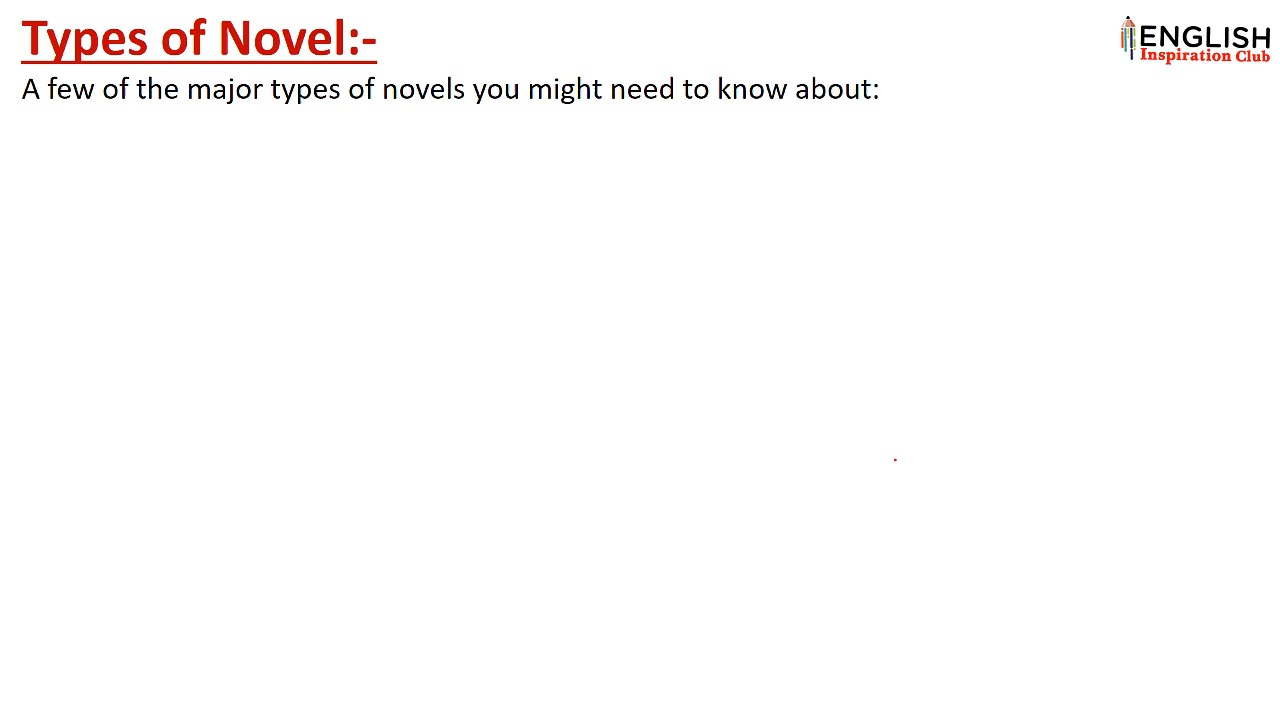 Types of Novel:-
ENGLISH
Inspiration Club
A few of the major types of novels you might need to know about: